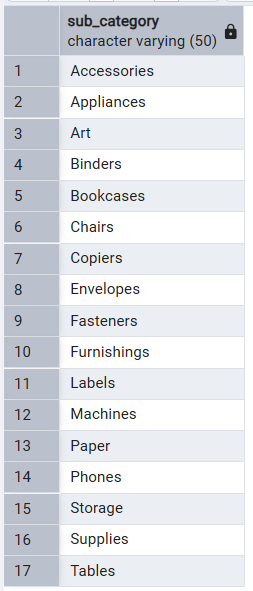 sub_category
character varying (50)
1 Accessories
2 Appliances
3 Art
4 Binders
5 Bookcases
6 Chairs
7 Copiers
8 Envelopes
9 Fasteners
10 Furnishings
11 Labels
12 Machines
13 Paper
14 Phones
15 Storage
16 Supplies
17 Tables